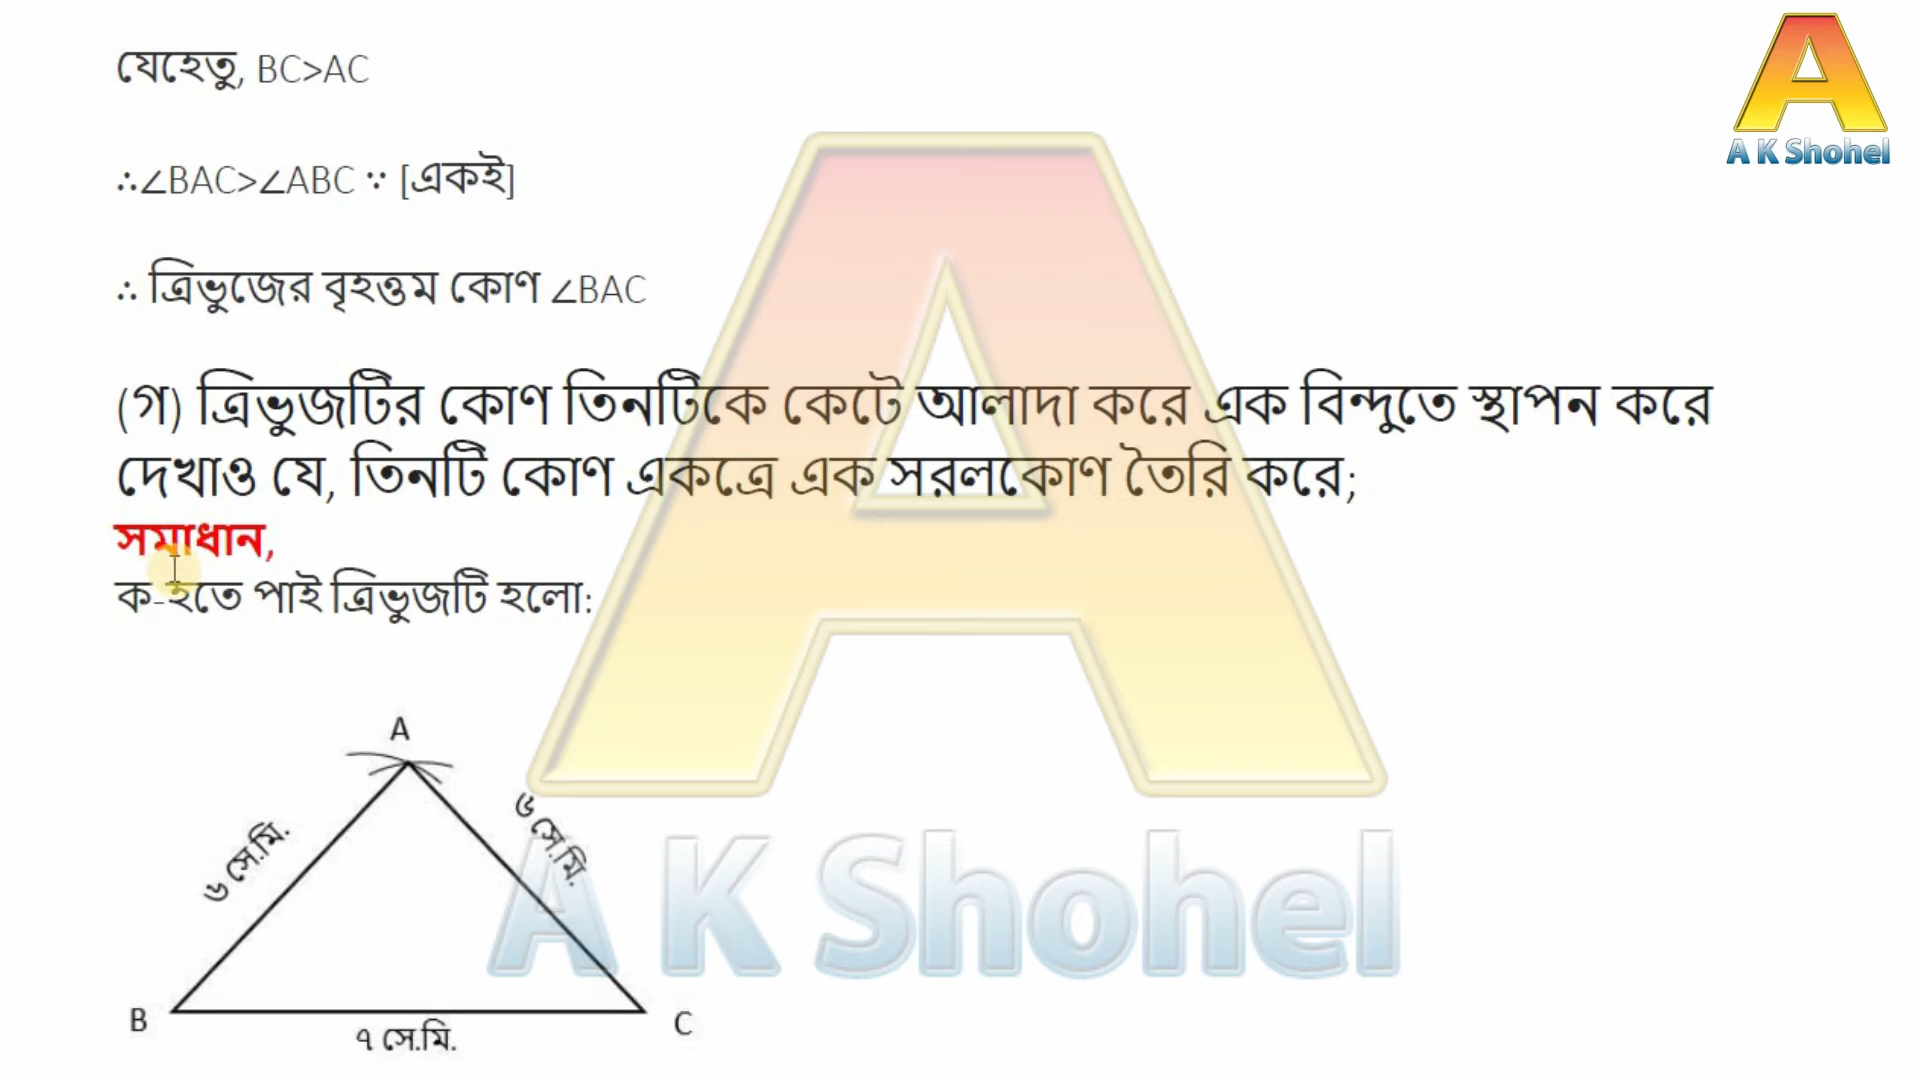 যেহেতু, BC>AC
A K Shohel
∴∠BAC>∠ABC ∵ [একই]
∴ ত্রিভুজের বৃহত্তম কোণ ∠BAC
(গ) ত্রিভুজটির কোণ তিনটিকে কেটে আলাদা করে এক বিন্দুতে স্থাপন করে
দেখাও যে, তিনটি কোণ একত্রে এক সরলকোণ তৈরি করে;
সমাধান,
ক-হতে পাই ত্রিভুজটি হলো:
A
৬ সে.মি.
৬ সে.মি.
A K Shohel
B
C
৭ সে.মি.